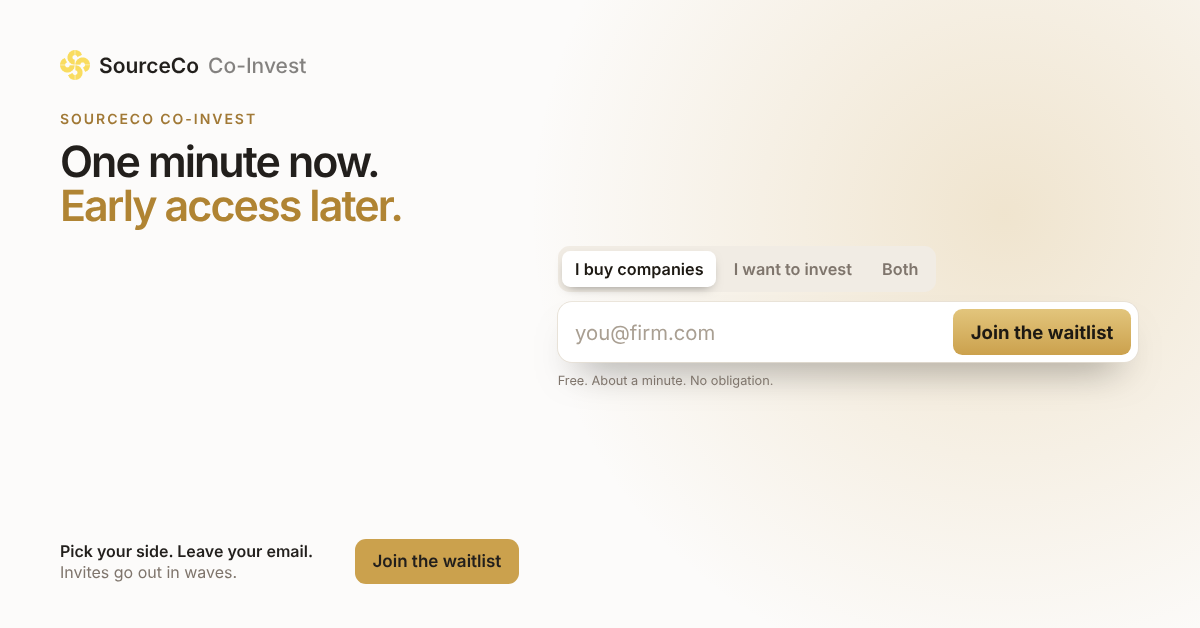 SourceCo Co-Invest
SOURCECO CO-INVEST
One minute now.
Early access later.
I buy companies I want to invest Both
you@firm.com Join the waitlist
Free. About a minute. No obligation.
Pick your side. Leave your email.
Invites go out in waves.
Join the waitlist